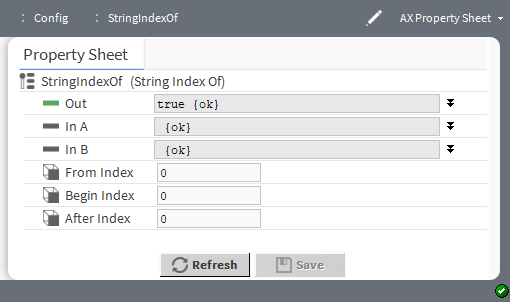 : Config : StringIndexOf AX Property Sheet
Property Sheet
StringIndexOf (String Index Of)
Out true {ok}
In A {ok}
In B {ok}
From Index 0
Begin Index 0
After Index 0
Refresh Save